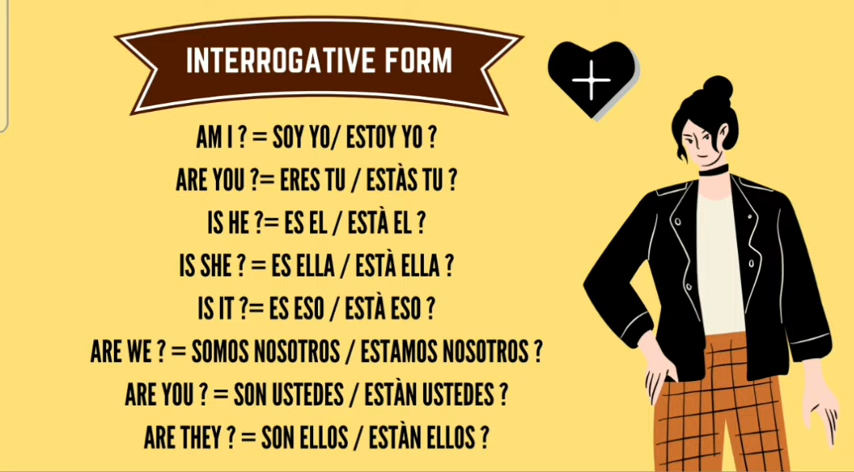 INTERROGATIVE FORM
AM I ? = SOY YO/ ESTOY YO ?
ARE YOU ?= ERES TU / ESTÀS TU ?
IS HE ?= ES EL / ESTÀ EL ?
IS SHE ? = ES ELLA / ESTÀ ELLA ?
IS IT ?= ES ESO / ESTÀ ESO ?
ARE WE ? = SOMOS NOSOTROS / ESTAMOS NOSOTROS ?
ARE YOU ? = SON USTEDES / ESTÀN USTEDES ?
ARE THEY ? = SON ELLOS / ESTÀN ELLOS ?